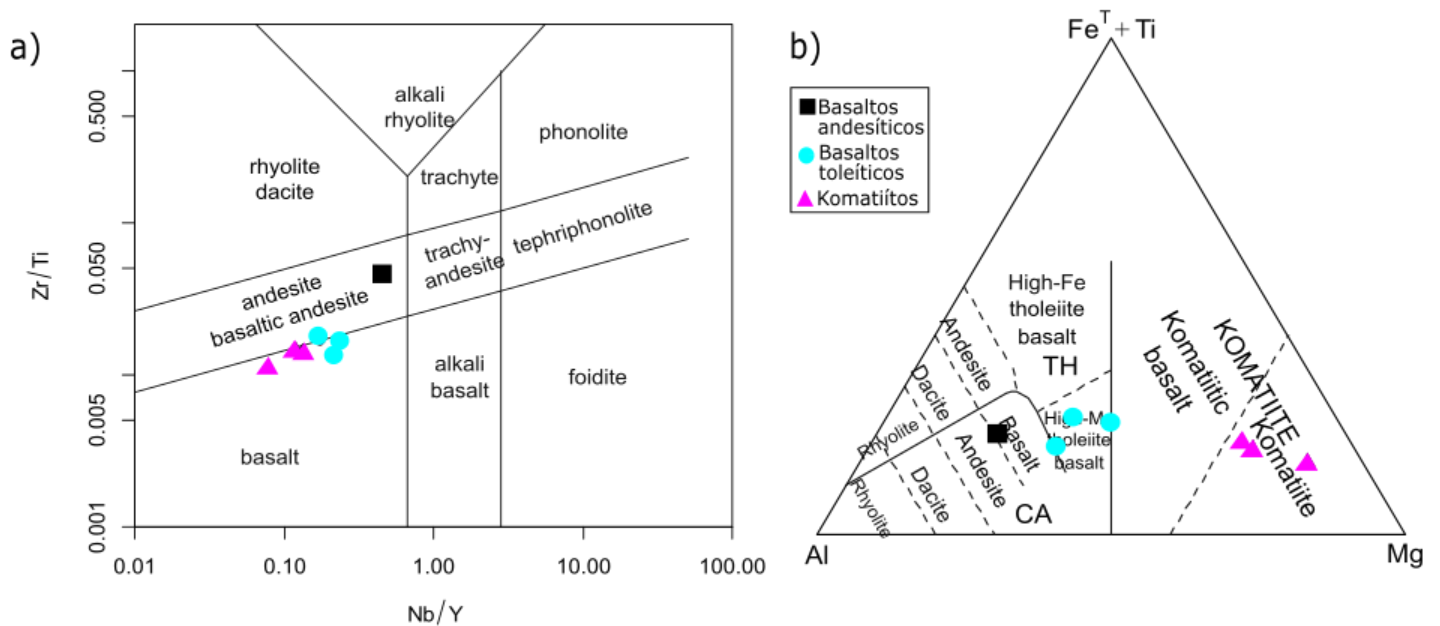 a)
alkali
rhyolite
rhyolite
dacite
trachyte
phonolite
andesite
basaltic andesite
trachy-
andesite
tephriphonolite
alkali
basalt
foidite
basalt
Zr/Ti
0.500
0.050
0.005
0.001
0.01
0.10
1.00
10.00
100.00
Nb/Y
b)
Fe^T + Ti
Basaltos
andesíticos
Basaltos
toleíticos
Komatiítos
High-Fe
tholeiite
basalt
TH
Andesite
Dacite
Rhyolite
Komatiitic
basalt
KOMATIITE
Komatiite
Basalt
tholeiite
basalt
Andesite
Dacite
Rhyolite
CA
Al
Mg